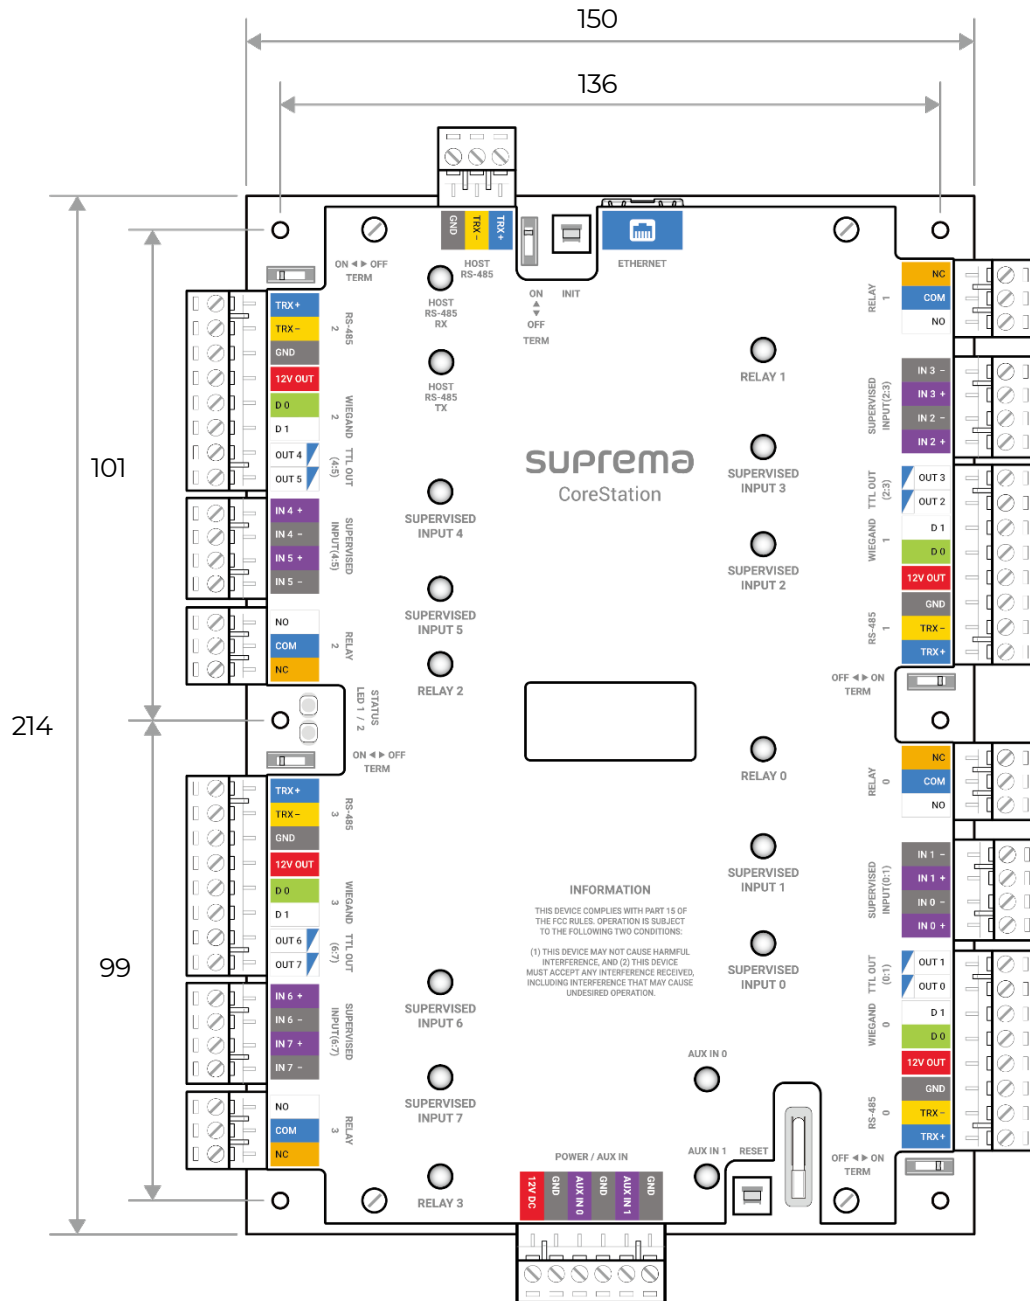 150
136
214
101
99
GND
TRX −
TRX +
HOST
RS-485
ON ◄ ► OFF
TERM
ON
▲
▼
OFF
TERM
INIT
ETHERNET
HOST
RS-485
RX
HOST
RS-485
TX
TRX +
TRX −
GND
RS-485
2
12V OUT
D 0
D 1
WIEGAND
2
OUT 4
OUT 5
TTL OUT
(4:5)
IN 4 +
IN 4 −
IN 5 +
IN 5 −
SUPERVISED
INPUT(4:5)
NO
COM
NC
RELAY
2
STATUS
LED 1 / 2
ON ◄ ► OFF
TERM
TRX +
TRX −
GND
RS-485
3
12V OUT
D 0
D 1
WIEGAND
3
OUT 6
OUT 7
TTL OUT
(6:7)
IN 6 +
IN 6 −
IN 7 +
IN 7 −
SUPERVISED
INPUT(6:7)
NO
COM
NC
RELAY
3
SUPERVISED
INPUT 4
SUPERVISED
INPUT 5
RELAY 2
SUPERVISED
INPUT 6
SUPERVISED
INPUT 7
RELAY 3
suprema
CoreStation
RELAY 1
SUPERVISED
INPUT 3
SUPERVISED
INPUT 2
RELAY 0
SUPERVISED
INPUT 1
SUPERVISED
INPUT 0
INFORMATION
THIS DEVICE COMPLIES WITH PART 15 OF
THE FCC RULES. OPERATION IS SUBJECT
TO THE FOLLOWING TWO CONDITIONS:
(1) THIS DEVICE MAY NOT CAUSE HARMFUL
INTERFERENCE, AND (2) THIS DEVICE
MUST ACCEPT ANY INTERFERENCE RECEIVED,
INCLUDING INTERFERENCE THAT MAY CAUSE
UNDESIRED OPERATION.
AUX IN 0
AUX IN 1
RESET
POWER / AUX IN
12V DC
GND
AUX IN 0
GND
AUX IN 1
GND
RELAY
1
NC
COM
NO
SUPERVISED
INPUT(2:3)
IN 3 −
IN 3 +
IN 2 −
IN 2 +
TTL OUT
(2:3)
OUT 3
OUT 2
WIEGAND
1
D 1
D 0
12V OUT
RS-485
1
GND
TRX −
TRX +
OFF ◄ ► ON
TERM
RELAY
0
NC
COM
NO
SUPERVISED
INPUT(0:1)
IN 1 −
IN 1 +
IN 0 −
IN 0 +
TTL OUT
(0:1)
OUT 1
OUT 0
WIEGAND
0
D 1
D 0
12V OUT
RS-485
0
GND
TRX −
TRX +
OFF ◄ ► ON
TERM